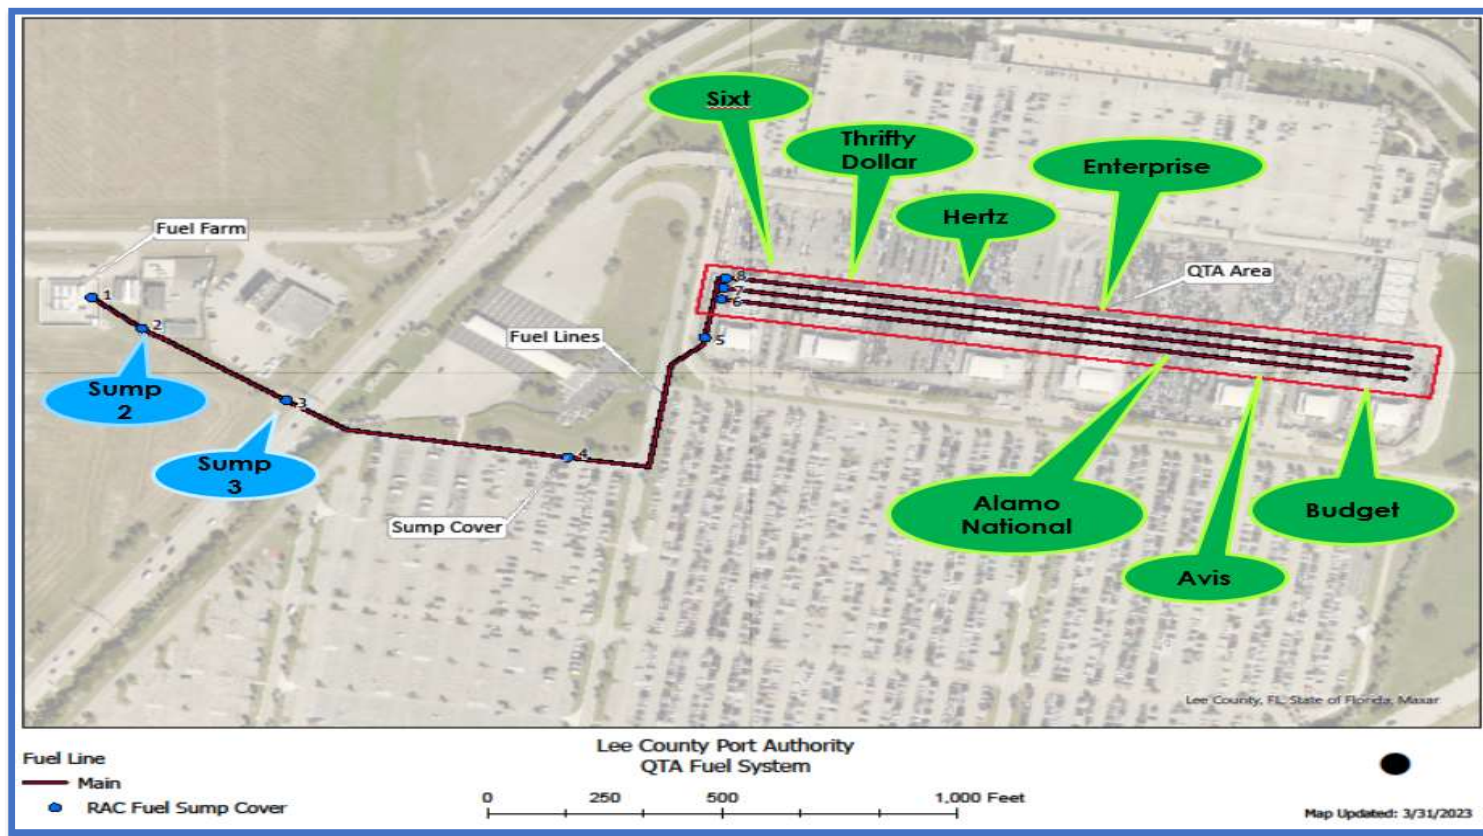 Sixt
Thrifty
Dollar
Enterprise
Hertz
Fuel Farm
QTA Area
1
2
3
4
5
6
7
8
Fuel Lines
Sump
2
Sump
3
Sump Cover
Alamo
National
Budget
Avis
Lee County, FL, State of Florida, Maxar
Fuel Line
Main
RAC Fuel Sump Cover
Lee County Port Authority
QTA Fuel System
0 250 500 1,000 Feet
Map Updated: 3/31/2023